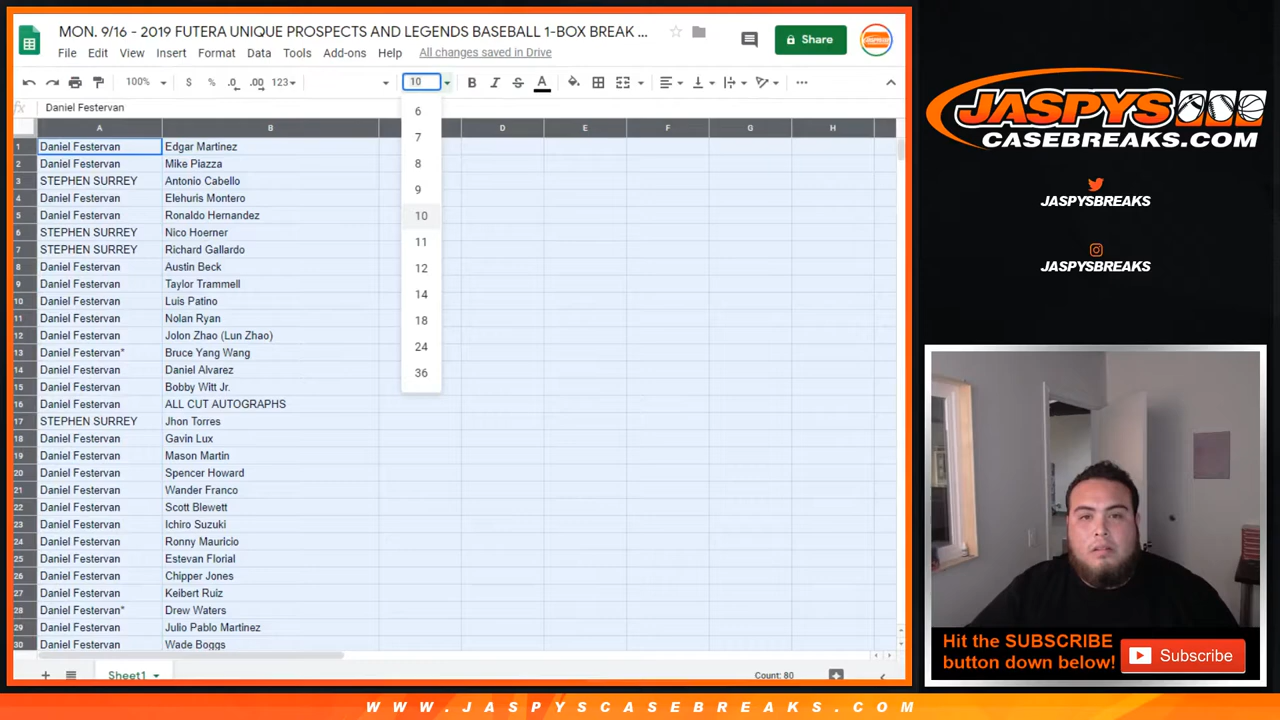 MON. 9/16 - 2019 FUTERA UNIQUE PROSPECTS AND LEGENDS BASEBALL 1-BOX BREAK ...
Share
File Edit View Insert Format Data Tools Add-ons Help All changes saved in Drive
100% $ % .0 .00 123 10 B I S A
fx Daniel Festervan
A B D E F G H
1 Daniel Festervan Edgar Martinez
2 Daniel Festervan Mike Piazza
3 STEPHEN SURREY Antonio Cabello
4 Daniel Festervan Elehuris Montero
5 Daniel Festervan Ronaldo Hernandez
6 STEPHEN SURREY Nico Hoerner
7 STEPHEN SURREY Richard Gallardo
8 Daniel Festervan Austin Beck
9 Daniel Festervan Taylor Trammell
10 Daniel Festervan Luis Patino
11 Daniel Festervan Nolan Ryan
12 Daniel Festervan Jolon Zhao (Lun Zhao)
13 Daniel Festervan* Bruce Yang Wang
14 Daniel Festervan Daniel Alvarez
15 Daniel Festervan Bobby Witt Jr.
16 Daniel Festervan ALL CUT AUTOGRAPHS
17 STEPHEN SURREY Jhon Torres
18 Daniel Festervan Gavin Lux
19 Daniel Festervan Mason Martin
20 Daniel Festervan Spencer Howard
21 Daniel Festervan Wander Franco
22 Daniel Festervan Scott Blewett
23 Daniel Festervan Ichiro Suzuki
24 Daniel Festervan Ronny Mauricio
25 Daniel Festervan Estevan Florial
26 Daniel Festervan Chipper Jones
27 Daniel Festervan Keibert Ruiz
28 Daniel Festervan* Drew Waters
29 Daniel Festervan Julio Pablo Martinez
30 Daniel Festervan Wade Boggs
6
7
8
9
10
11
12
14
18
24
36
Sheet1
Count: 80
JASPYS
CASEBREAKS.COM
JASPYSBREAKS
JASPYSBREAKS
Hit the SUBSCRIBE
button down below!
Subscribe
WWW.JASPYSCASEBREAKS.COM